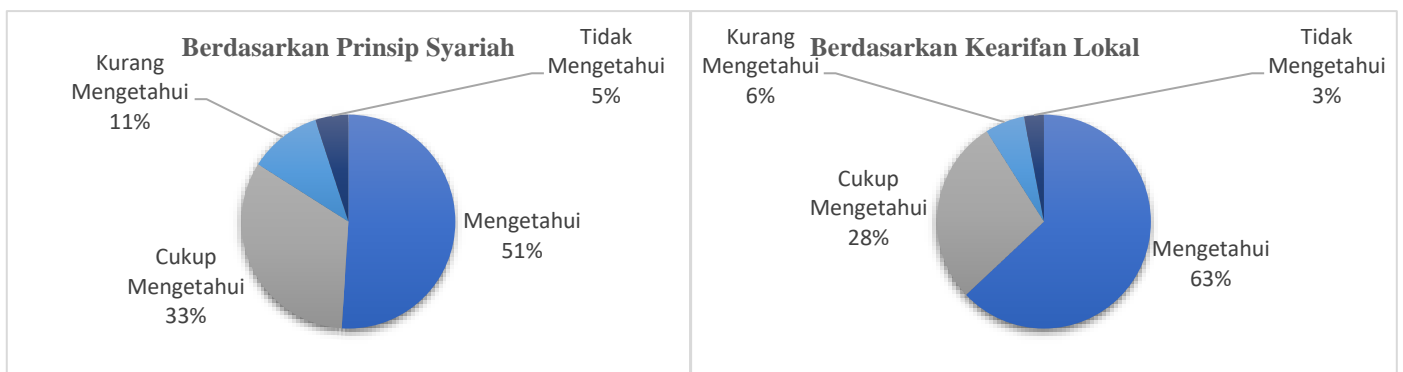 Berdasarkan Prinsip Syariah
Kurang
Mengetahui
11%
Tidak
Mengetahui
5%
Mengetahui
51%
Cukup
Mengetahui
33%
Berdasarkan Kearifan Lokal
Kurang
Mengetahui
6%
Tidak
Mengetahui
3%
Cukup
Mengetahui
28%
Mengetahui
63%